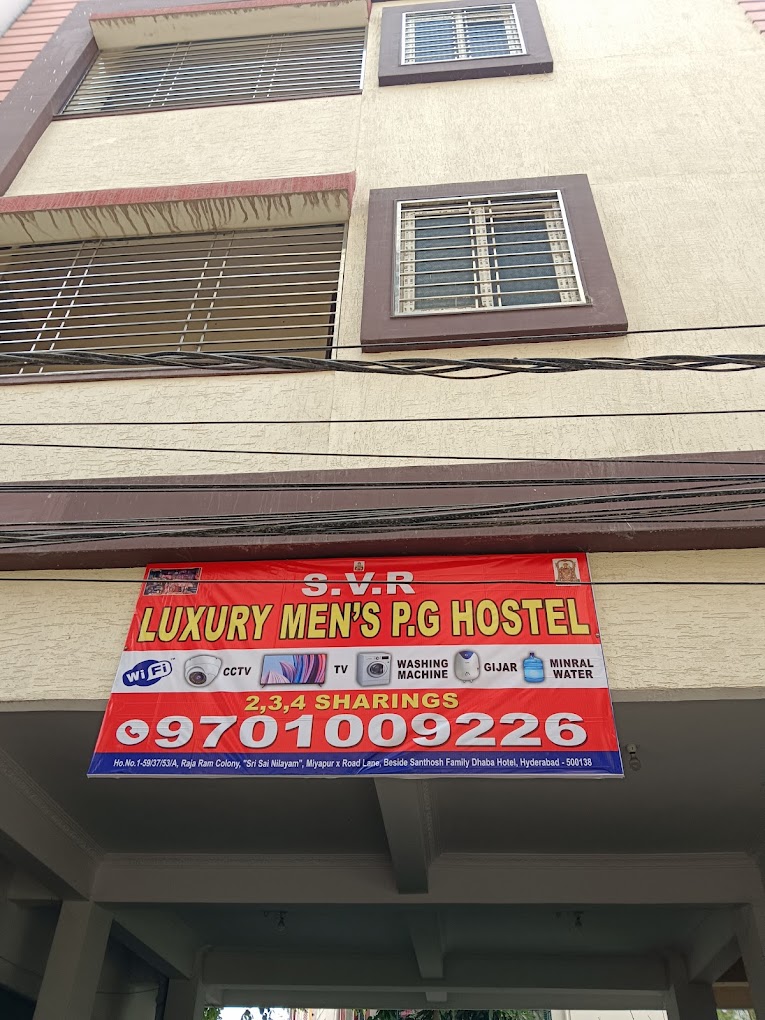 S.V.R
LUXURY MEN'S P.G HOSTEL
WiFi TM CCTV TV WASHING MACHINE GIJAR MINRAL WATER
2,3,4 SHARINGS
9701009226
Ho.No.1-59/37/53/A, Raja Ram Colony, "Sri Sai Nilayam", Miyapur x Road Lane, Beside Santhosh Family Dhaba Hotel, Hyderabad - 500138